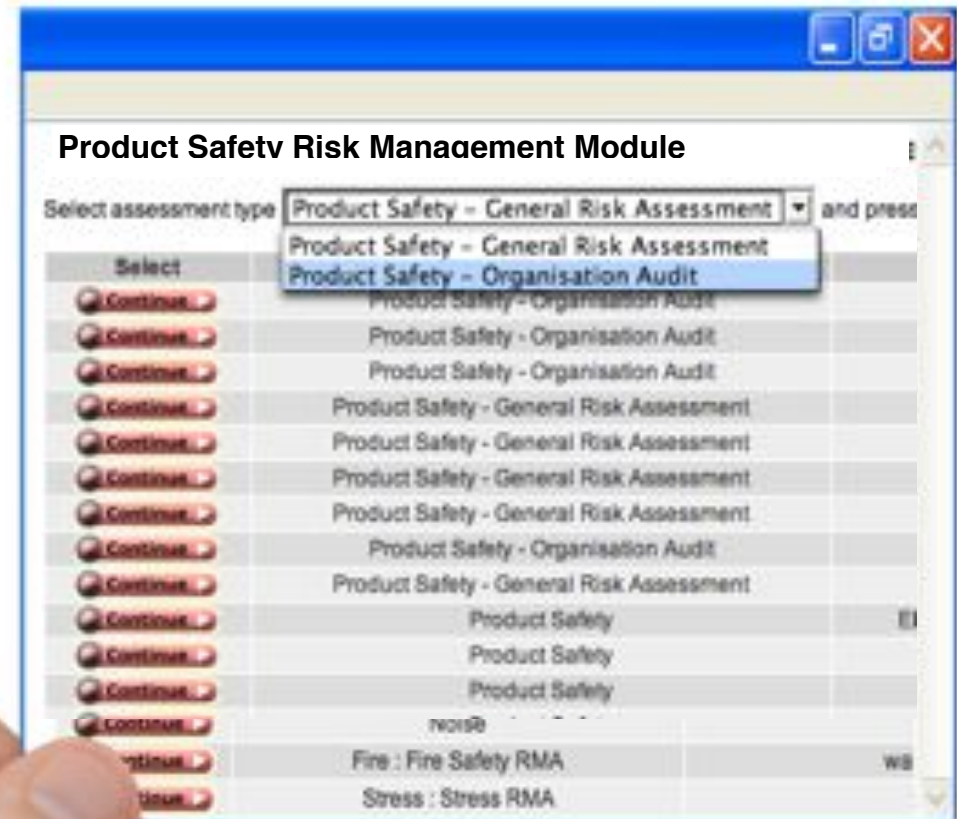 Product Safety Risk Management Module
Select assessment type Product Safety - General Risk Assessment and press
Product Safety - General Risk Assessment
Select Product Safety - Organisation Audit
Continue Product Safety - Organisation Audit
Continue Product Safety - Organisation Audit
Continue Product Safety - Organisation Audit
Continue Product Safety - General Risk Assessment
Continue Product Safety - General Risk Assessment
Continue Product Safety - General Risk Assessment
Continue Product Safety - General Risk Assessment
Continue Product Safety - Organisation Audit
Continue Product Safety - General Risk Assessment
Continue Product Safety
Continue Product Safety
Continue Product Safety
Continue Noise
Fire : Fire Safety RMA wa
Stress : Stress RMA